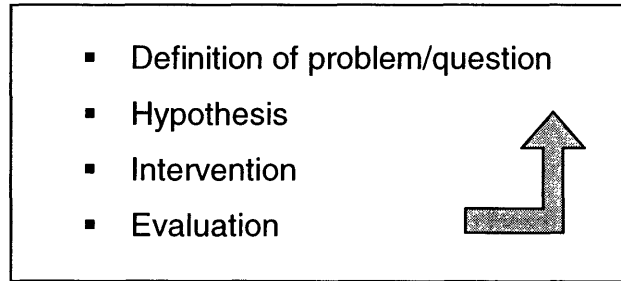 ▪ Definition of problem/question
▪ Hypothesis
▪ Intervention
▪ Evaluation